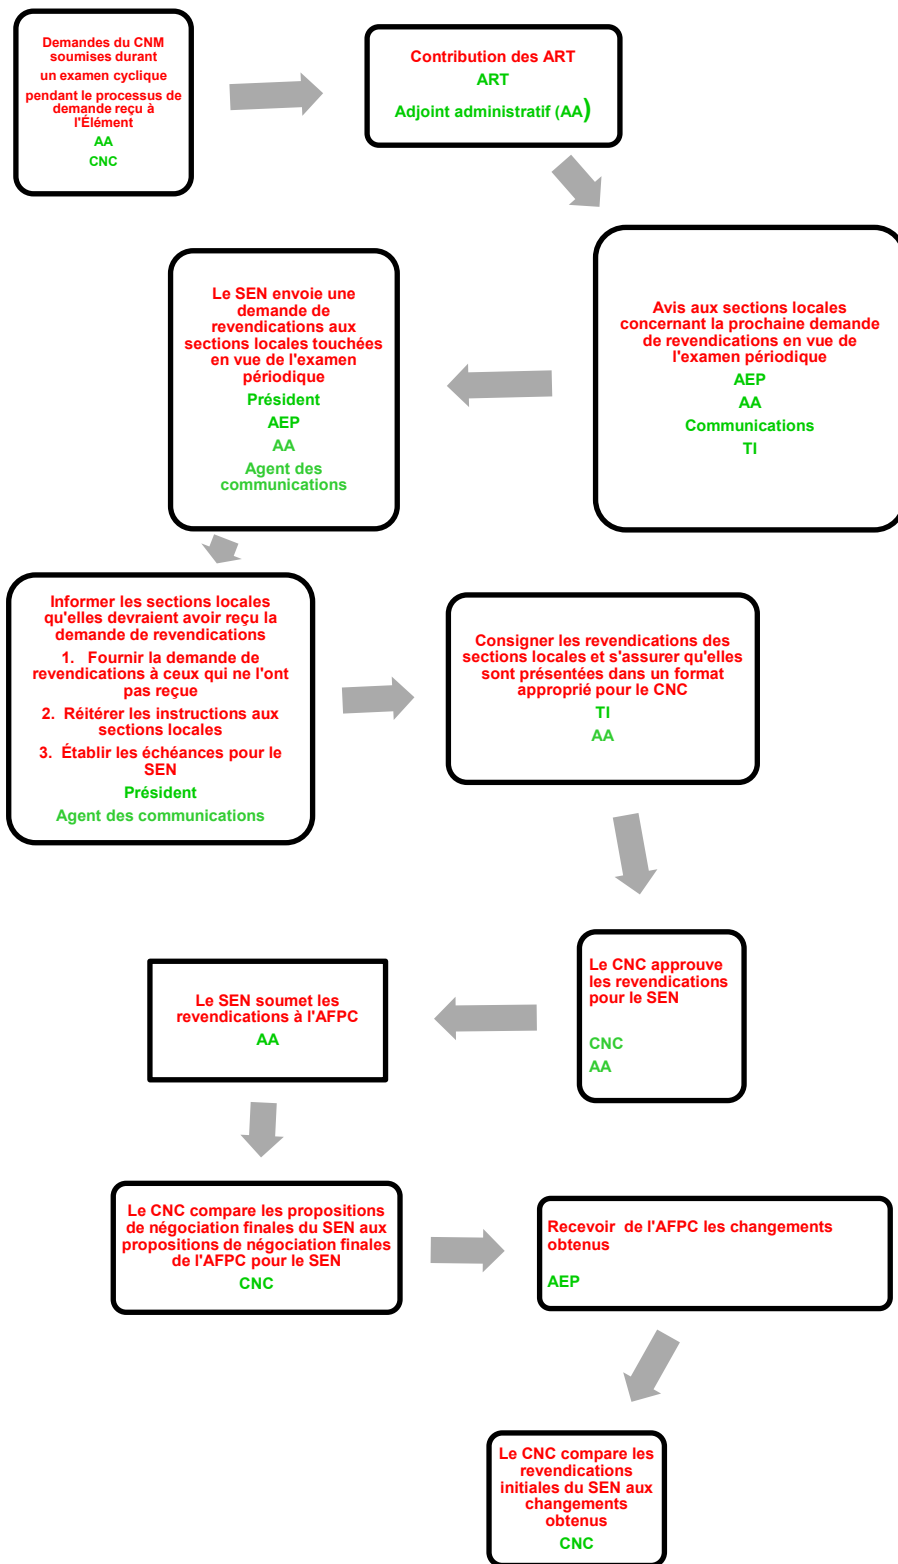 Demandes du CNM
soumises durant
un examen cyclique
pendant le processus de
demande reçu à
l'Élément
AA
CNC
Contribution des ART
ART
Adjoint administratif (AA)
Avis aux sections locales
concernant la prochaine demande
de revendications en vue de
l'examen périodique
AEP
AA
Communications
TI
Le SEN envoie une
demande de
revendications aux
sections locales touchées
en vue de l'examen
périodique
Président
AEP
AA
Agent des
communications
Informer les sections locales
qu'elles devraient avoir reçu la
demande de revendications
1. Fournir la demande de
revendications à ceux qui ne l'ont
pas reçue
2. Réitérer les instructions aux
sections locales
3. Établir les échéances pour le
SEN
Président
Agent des communications
Consigner les revendications des
sections locales et s'assurer qu'elles
sont présentées dans un format
approprié pour le CNC
TI
AA
Le CNC approuve
les revendications
pour le SEN
CNC
AA
Le SEN soumet les
revendications à l'AFPC
AA
Le CNC compare les propositions
de négociation finales du SEN aux
propositions de négociation finales
de l'AFPC pour le SEN
CNC
Recevoir de l'AFPC les changements
obtenus
AEP
Le CNC compare les
revendications
initiales du SEN aux
changements
obtenus
CNC